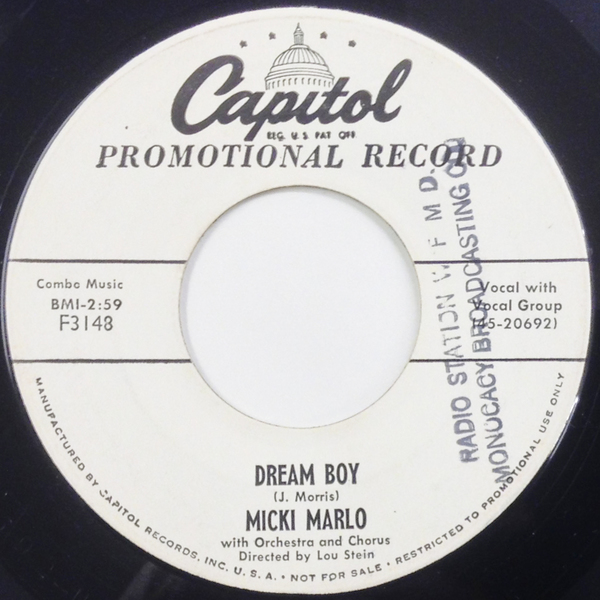 Capitol
REG. U.S. PAT. OFF.
PROMOTIONAL RECORD
Combo Music
BMI-2:59
F3148
Vocal with
Vocal Group
(45-20692)
RADIO STATION W F M D.
MONOCACY BROADCASTING CO.
DREAM BOY
(J. Morris)
MICKI MARLO
with Orchestra and Chorus
Directed by Lou Stein
MANUFACTURED BY CAPITOL RECORDS, INC. U.S.A. • NOT FOR SALE • RESTRICTED TO PROMOTIONAL USE ONLY